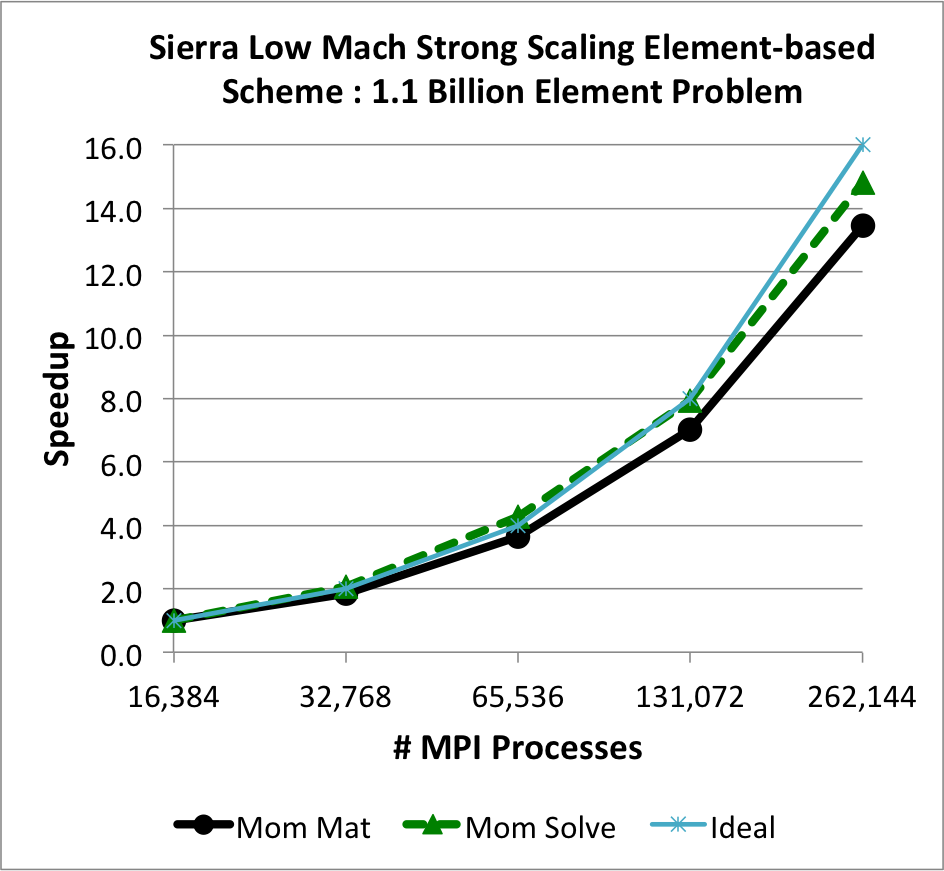 Sierra Low Mach Strong Scaling Element-based
Scheme : 1.1 Billion Element Problem
16.0
14.0
12.0
10.0
8.0
6.0
4.0
2.0
0.0
Speedup
16,384 32,768 65,536 131,072 262,144
# MPI Processes
Mom Mat Mom Solve Ideal